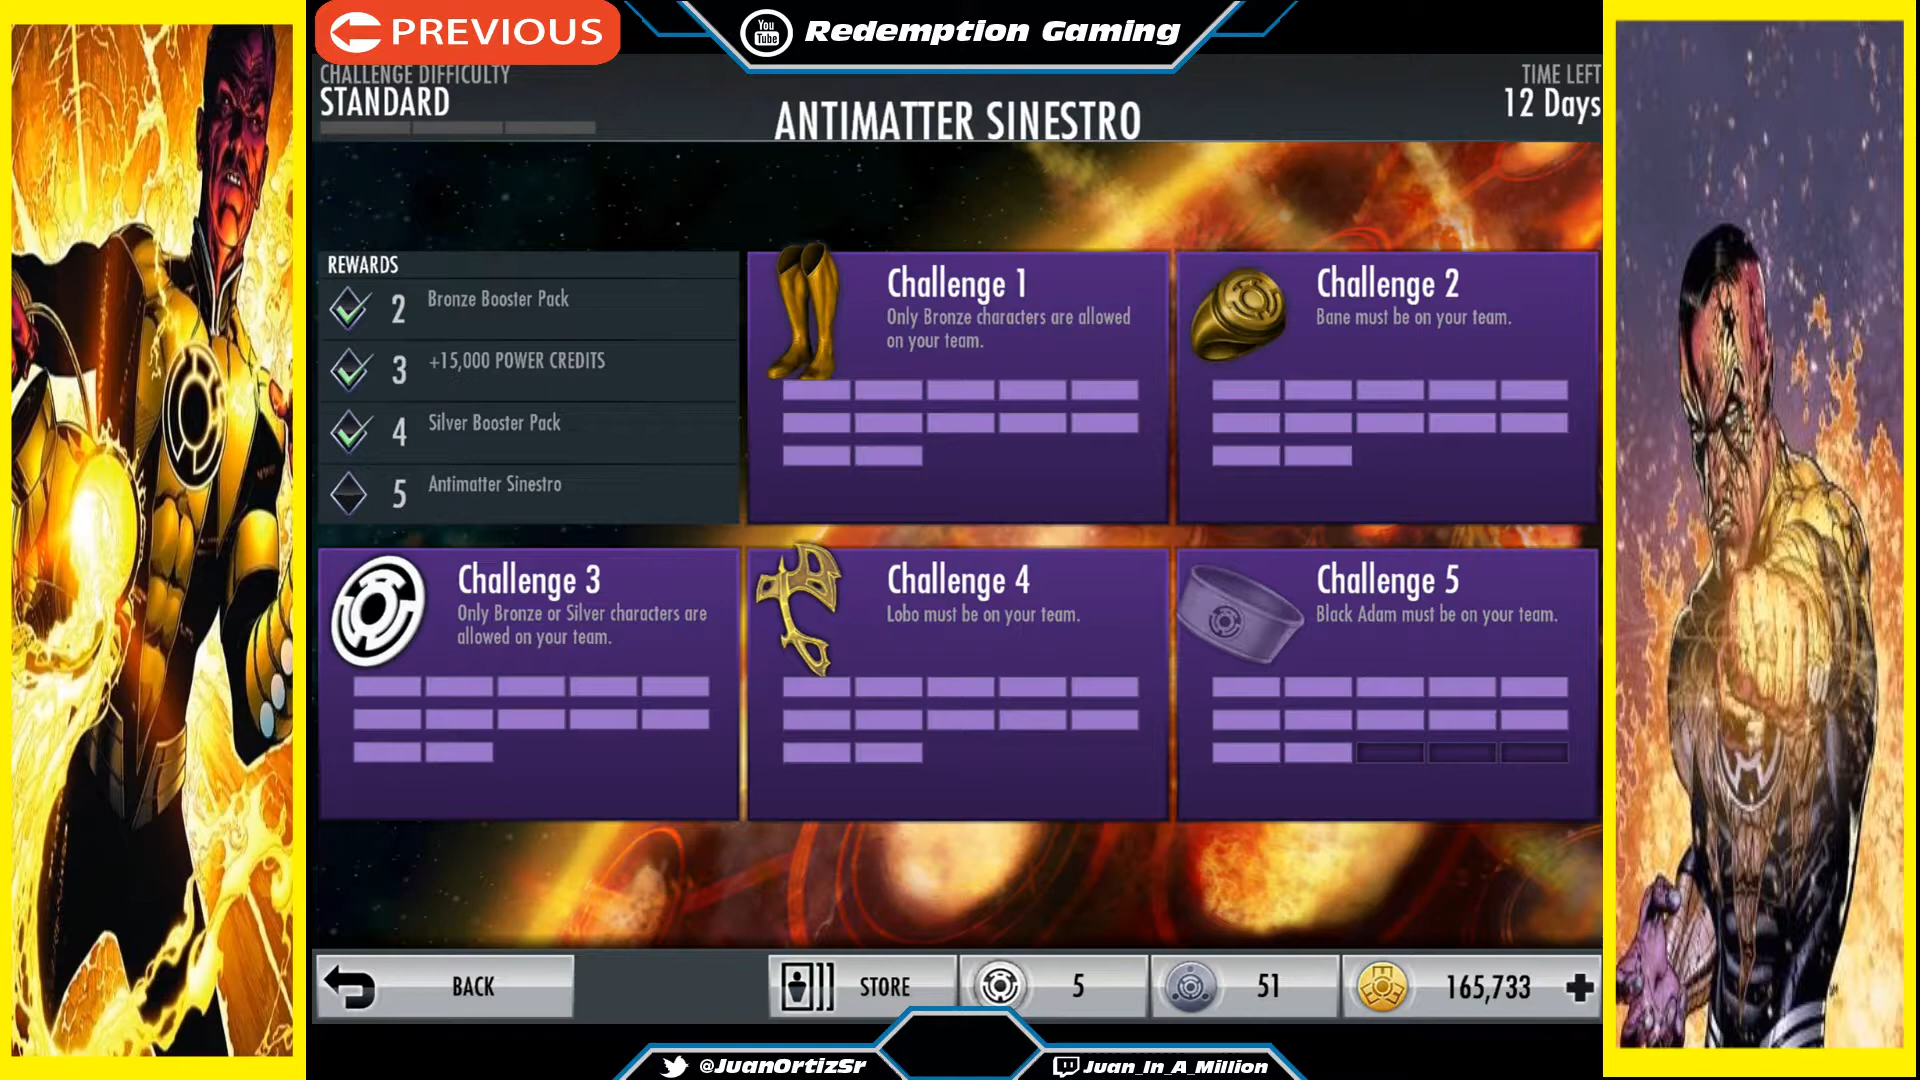 PREVIOUS
You
Tube
Redemption Gaming
CHALLENGE DIFFICULTY
STANDARD
ANTIMATTER SINESTRO
TIME LEFT
12 Days
REWARDS
2 Bronze Booster Pack
3 +15,000 POWER CREDITS
4 Silver Booster Pack
5 Antimatter Sinestro
Challenge 1
Only Bronze characters are allowed
on your team.
Challenge 2
Bane must be on your team.
Challenge 3
Only Bronze or Silver characters are
allowed on your team.
Challenge 4
Lobo must be on your team.
Challenge 5
Black Adam must be on your team.
BACK
STORE
5
51
165,733
@JuanOrtizSr
Juan_In_A_Million